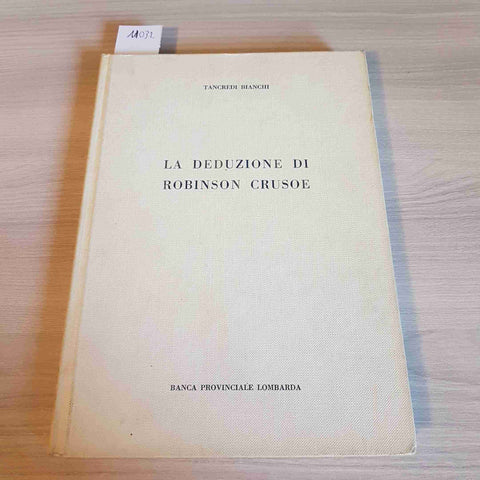 11032
TANCREDI BIANCHI
LA DEDUZIONE DI
ROBINSON CRUSOE
BANCA PROVINCIALE LOMBARDA